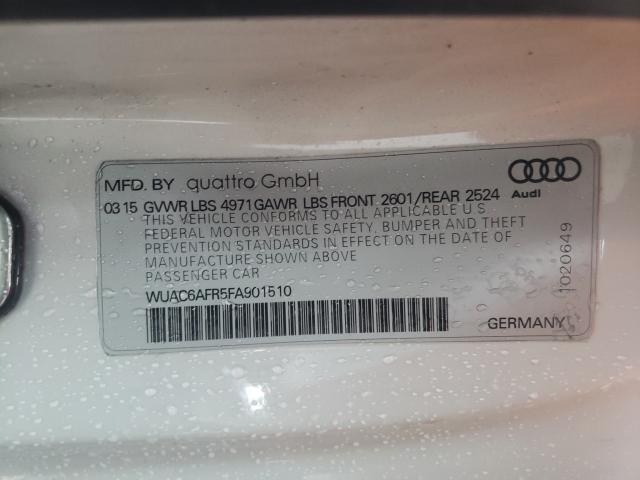 MFD. BY quattro GmbH
Audi
03 15 GVWR LBS 4971 GAWR LBS FRONT 2601/REAR 2524
THIS VEHICLE CONFORMS TO ALL APPLICABLE U S
FEDERAL MOTOR VEHICLE SAFETY, BUMPER AND THEFT
PREVENTION STANDARDS IN EFFECT ON THE DATE OF
MANUFACTURE SHOWN ABOVE
PASSENGER CAR
WUAC6AFR5FA901510
GERMANY
1020649